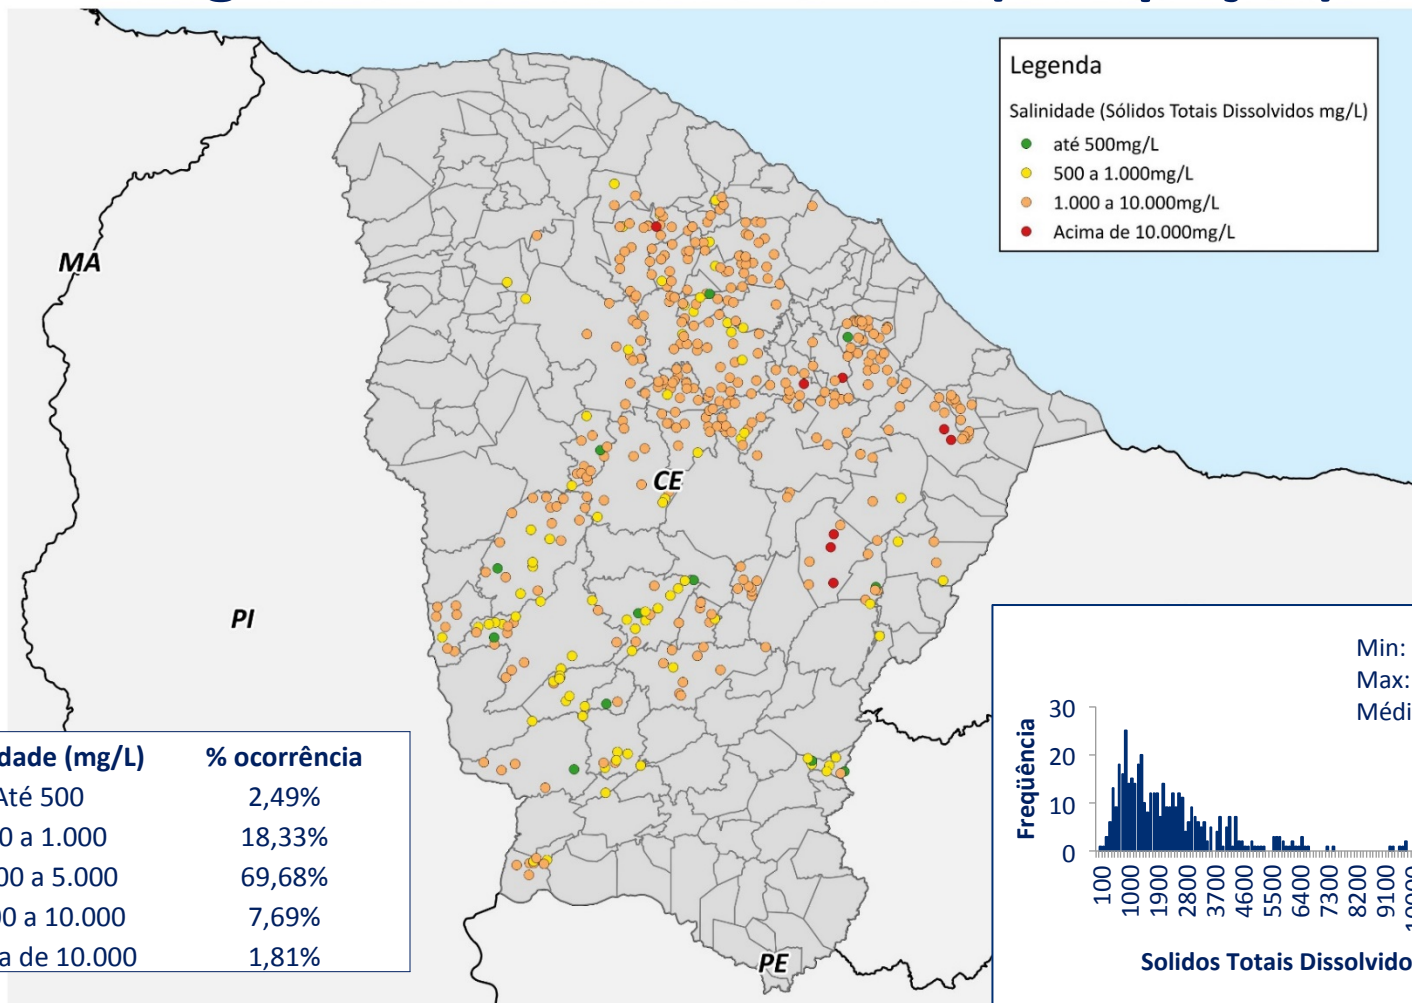 Legenda
Salinidade (Sólidos Totais Dissolvidos mg/L)
até 500mg/L
500 a 1.000mg/L
1.000 a 10.000mg/L
Acima de 10.000mg/L
MA
CE
PI
PE
dade (mg/L) % ocorrência
Até 500 2,49%
0 a 1.000 18,33%
00 a 5.000 69,68%
00 a 10.000 7,69%
a de 10.000 1,81%
Min:
Max:
Médi
Freqüência
30
20
10
0
100 1000 1900 2800 3700 4600 5500 6400 7300 8200 9100 10000
Solidos Totais Dissolvido